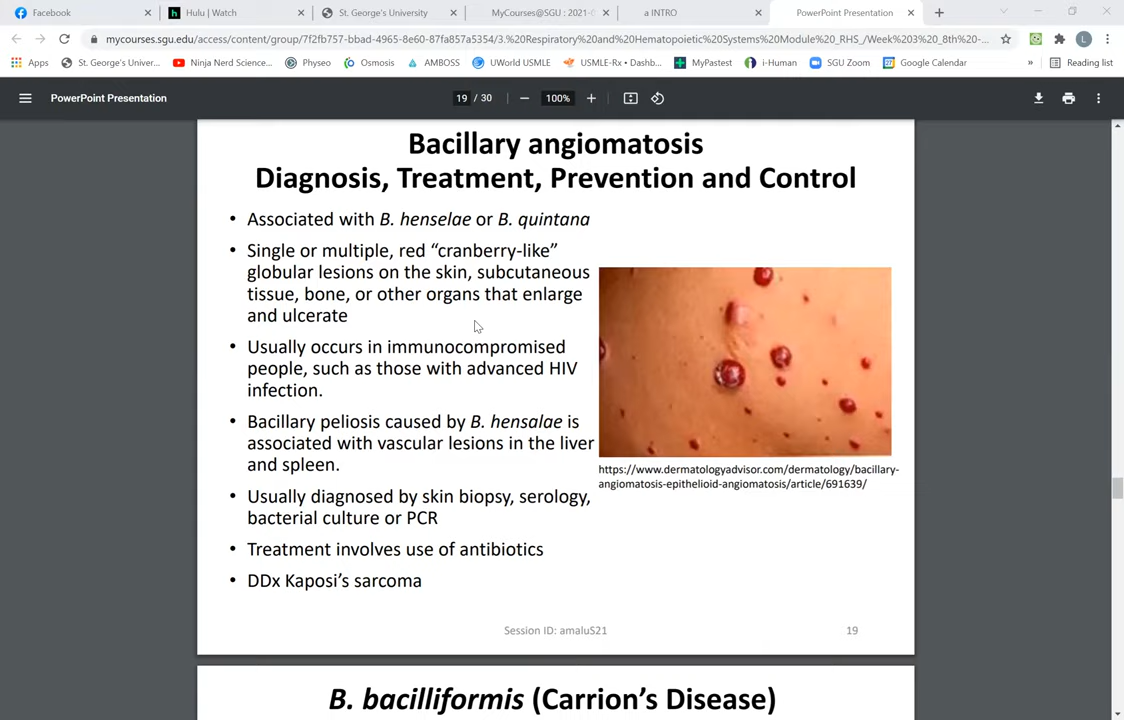 Facebook
Hulu | Watch
St. George's University
MyCourses@SGU : 2021-
a INTRO
PowerPoint Presentation
mycourses.sgu.edu/access/content/group/7f2fb757-bbad-4965-8e60-87fa857a5354/3.%20Respiratory%20and%20Hematopoietic%20Systems%20Module%20_RHS_/Week%203%20_8th%20-...
L
Apps
St. George's Univer...
Ninja Nerd Science...
Physeo
Osmosis
AMBOSS
UWorld USMLE
USMLE-Rx • Dashb...
MyPastest
i-Human
SGU Zoom
Google Calendar
»
Reading list
PowerPoint Presentation
19 / 30
100%
Bacillary angiomatosis
Diagnosis, Treatment, Prevention and Control
• Associated with B. henselae or B. quintana
• Single or multiple, red “cranberry-like”
globular lesions on the skin, subcutaneous
tissue, bone, or other organs that enlarge
and ulcerate
• Usually occurs in immunocompromised
people, such as those with advanced HIV
infection.
• Bacillary peliosis caused by B. hensalae is
associated with vascular lesions in the liver
and spleen.
• Usually diagnosed by skin biopsy, serology,
bacterial culture or PCR
• Treatment involves use of antibiotics
• DDx Kaposi’s sarcoma
https://www.dermatologyadvisor.com/dermatology/bacillary-
angiomatosis-epithelioid-angiomatosis/article/691639/
Session ID: amaluS21
19
B. bacilliformis (Carrion’s Disease)